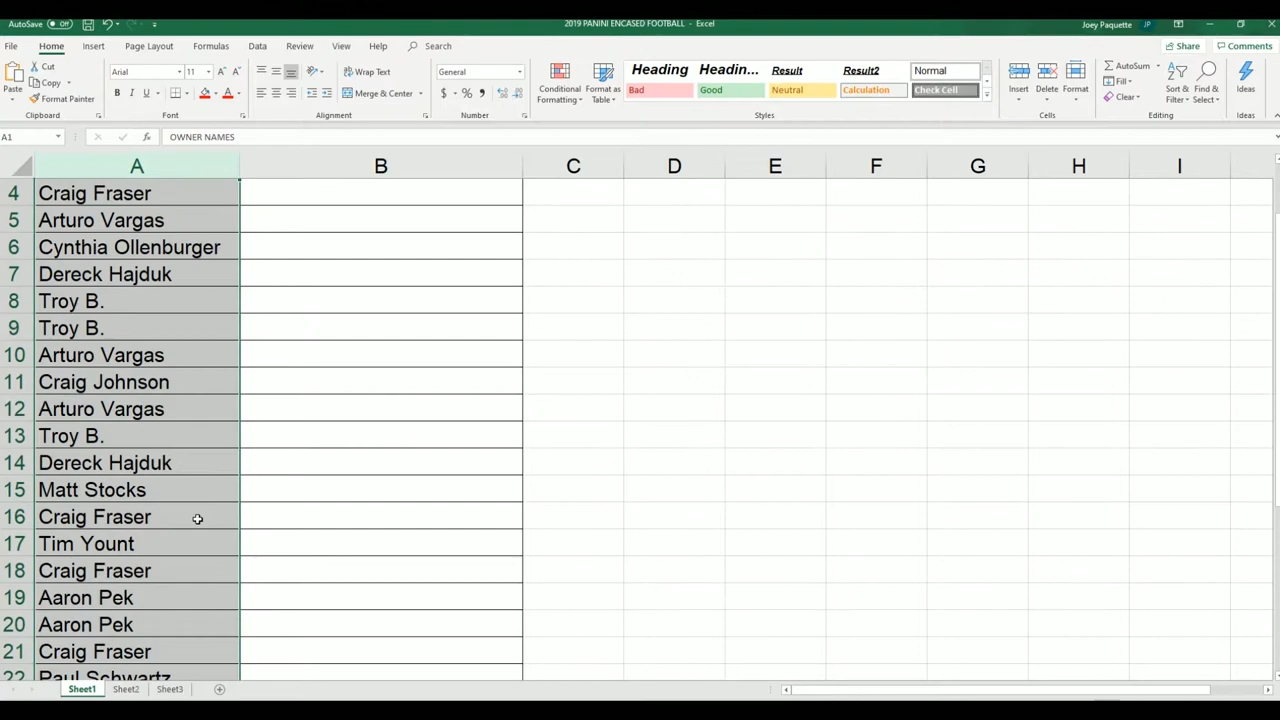 AutoSave Off 2019 PANINI ENCASED FOOTBALL - Excel Joey Paquette JP
File Home Insert Page Layout Formulas Data Review View Help Search Share Comments
Paste Cut Copy Format Painter Clipboard
Arial 11 A A B I U A Font
Wrap Text Merge & Center Alignment
General $ % Number
Conditional Formatting Format as Table
Heading Headin... Result Result2 Normal
Bad Good Neutral Calculation Check Cell
Styles
Insert Delete Format Cells
AutoSum Fill Clear Sort & Filter Find & Select Editing
Ideas Ideas
A1 fx OWNER NAMES
A B C D E F G H I
4 Craig Fraser
5 Arturo Vargas
6 Cynthia Ollenburger
7 Dereck Hajduk
8 Troy B.
9 Troy B.
10 Arturo Vargas
11 Craig Johnson
12 Arturo Vargas
13 Troy B.
14 Dereck Hajduk
15 Matt Stocks
16 Craig Fraser
17 Tim Yount
18 Craig Fraser
19 Aaron Pek
20 Aaron Pek
21 Craig Fraser
22 Paul Schwartz
Sheet1 Sheet2 Sheet3